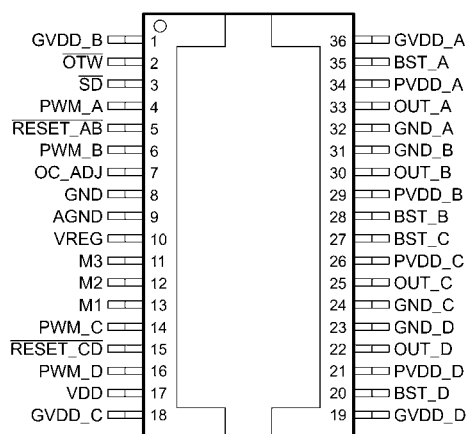 GVDD_B 1 36 GVDD_A
OTW 2 35 BST_A
SD 3 34 PVDD_A
PWM_A 4 33 OUT_A
RESET_AB 5 32 GND_A
PWM_B 6 31 GND_B
OC_ADJ 7 30 OUT_B
GND 8 29 PVDD_B
AGND 9 28 BST_B
VREG 10 27 BST_C
M3 11 26 PVDD_C
M2 12 25 OUT_C
M1 13 24 GND_C
PWM_C 14 23 GND_D
RESET_CD 15 22 OUT_D
PWM_D 16 21 PVDD_D
VDD 17 20 BST_D
GVDD_C 18 19 GVDD_D